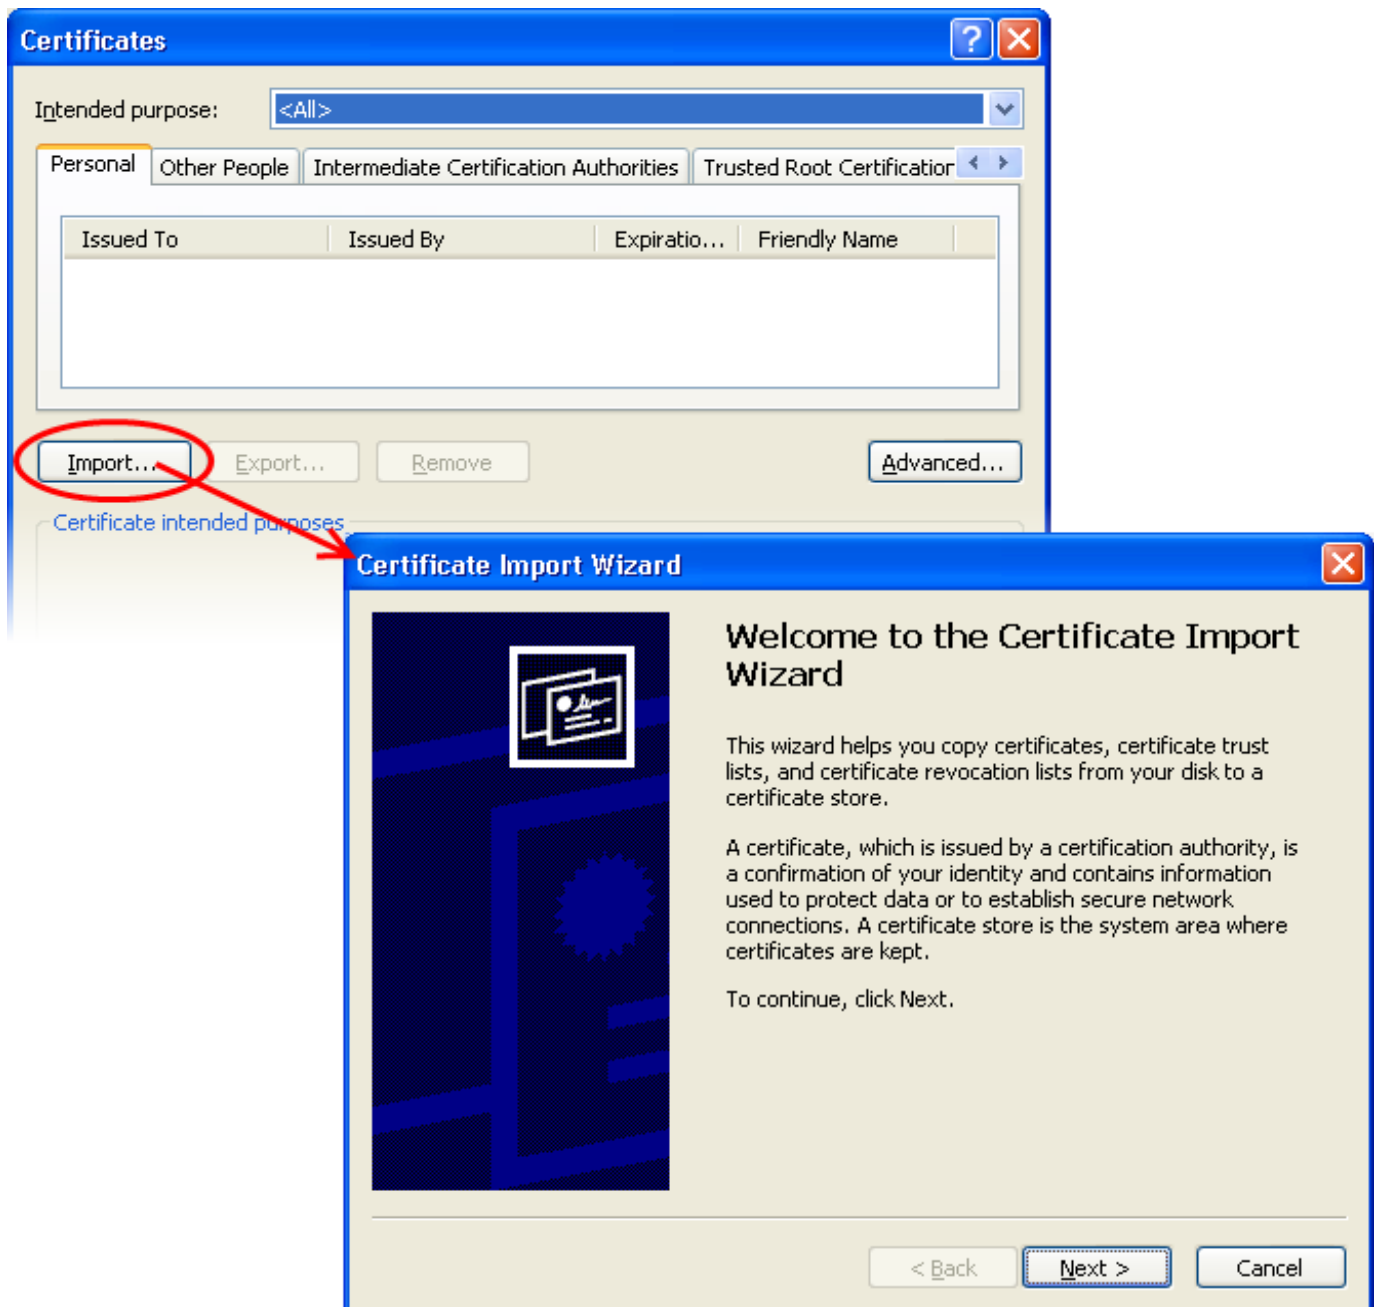 Certificates
Intended purpose: <All>
Personal Other People Intermediate Certification Authorities Trusted Root Certification
Issued To Issued By Expiratio... Friendly Name
Import... Export... Remove Advanced...
Certificate intended purposes
Certificate Import Wizard
Welcome to the Certificate Import
Wizard
This wizard helps you copy certificates, certificate trust
lists, and certificate revocation lists from your disk to a
certificate store.
A certificate, which is issued by a certification authority, is
a confirmation of your identity and contains information
used to protect data or to establish secure network
connections. A certificate store is the system area where
certificates are kept.
To continue, click Next.
< Back Next > Cancel